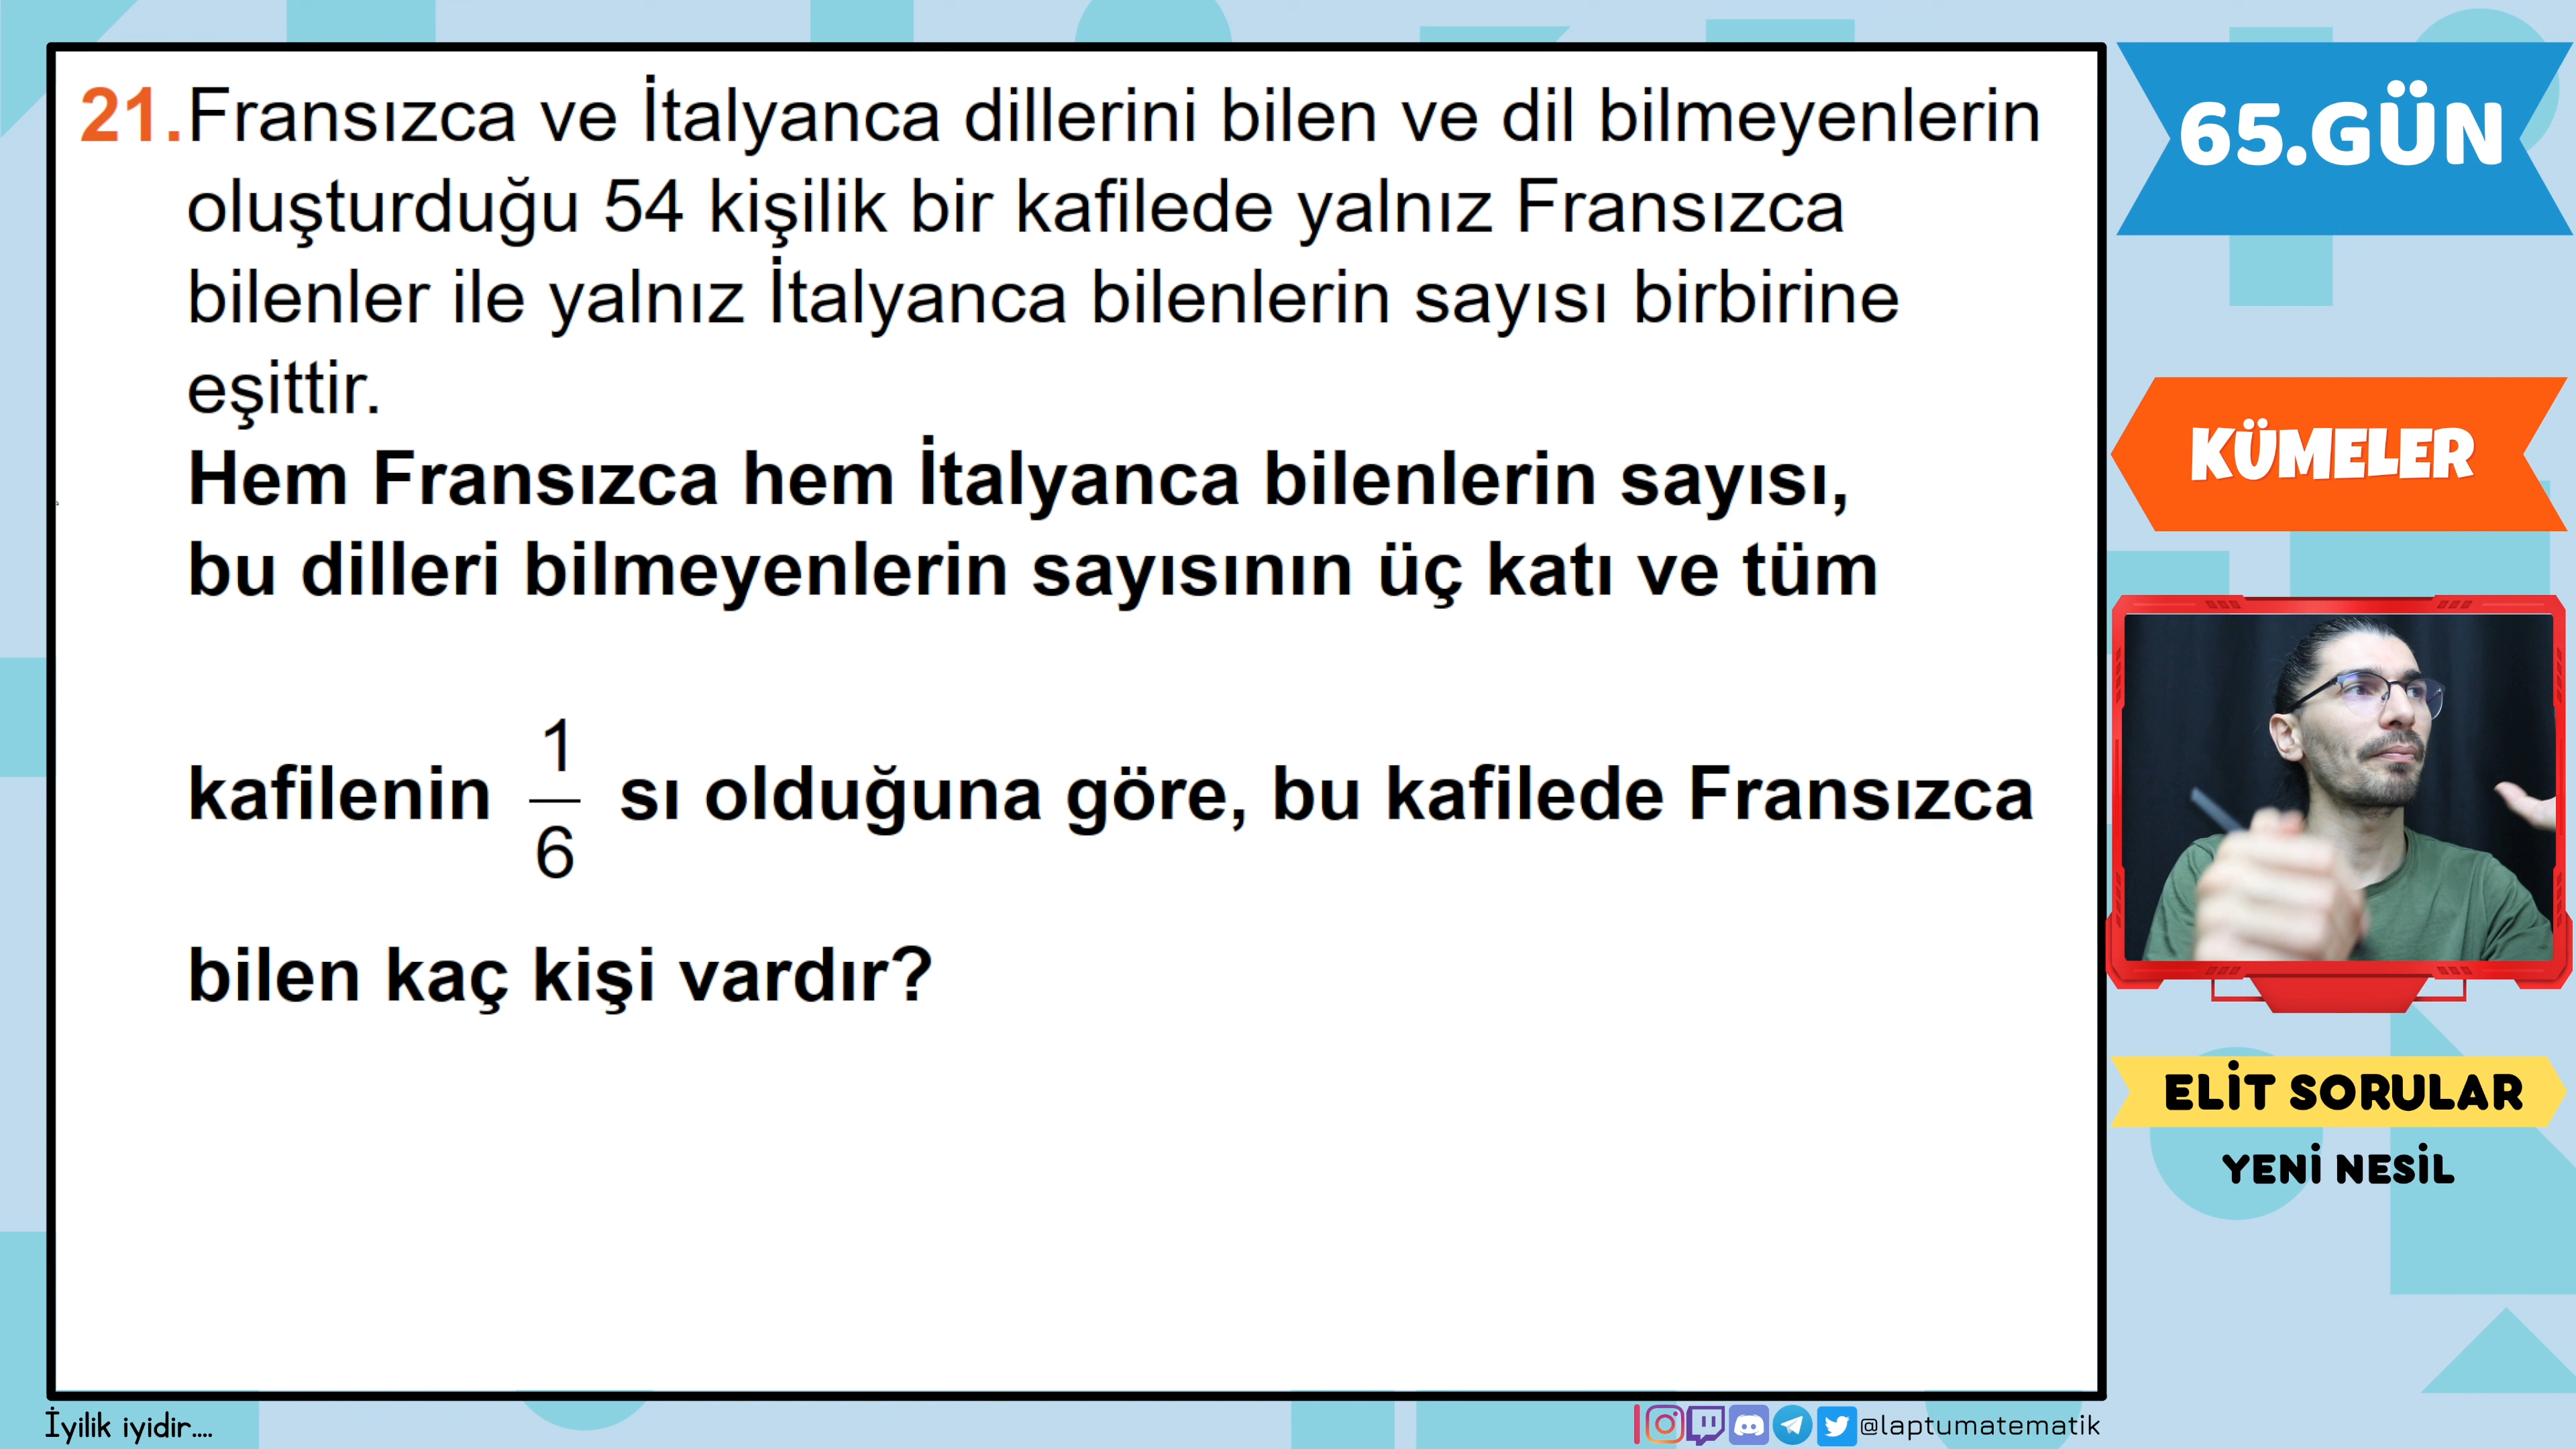 21.Fransızca ve İtalyanca dillerini bilen ve dil bilmeyenlerin
oluşturduğu 54 kişilik bir kafilede yalnız Fransızca
bilenler ile yalnız İtalyanca bilenlerin sayısı birbirine
eşittir.
Hem Fransızca hem İtalyanca bilenlerin sayısı,
bu dilleri bilmeyenlerin sayısının üç katı ve tüm
kafilenin 1/6 sı olduğuna göre, bu kafilede Fransızca
bilen kaç kişi vardır?
65.GÜN
KÜMELER
ELİT SORULAR
YENİ NESİL
İyilik iyidir....
@laptumatematik